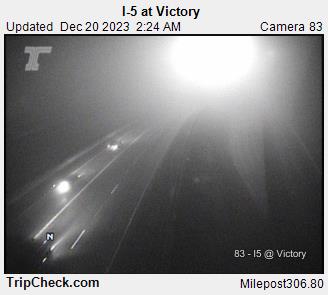 I-5 at Victory
Updated Dec 20 2023 2:24 AM Camera 83
T
N
83 - I5 @ Victory
TripCheck.com Milepost306.80